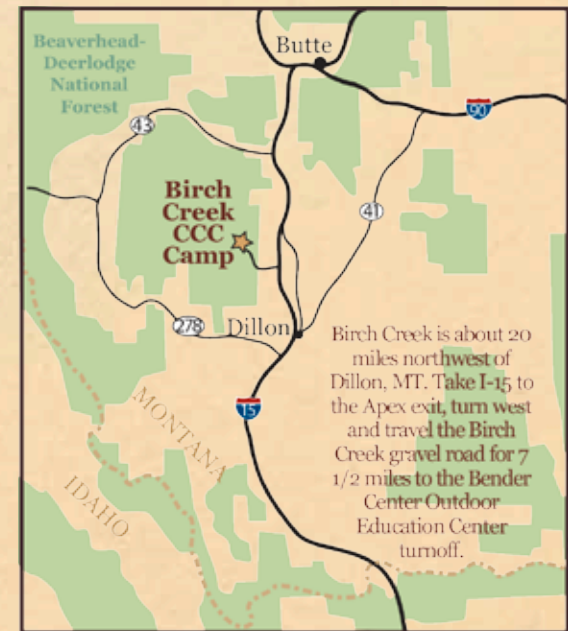 Beaverhead-
Deerlodge
National
Forest
Butte
90
43
41
Birch
Creek
CCC
Camp
278
Dillon
15
MONTANA
IDAHO
Birch Creek is about 20
miles northwest of
Dillon, MT. Take I-15 to
the Apex exit, turn west
and travel the Birch
Creek gravel road for 7
1/2 miles to the Bender
Center Outdoor
Education Center
turnoff.